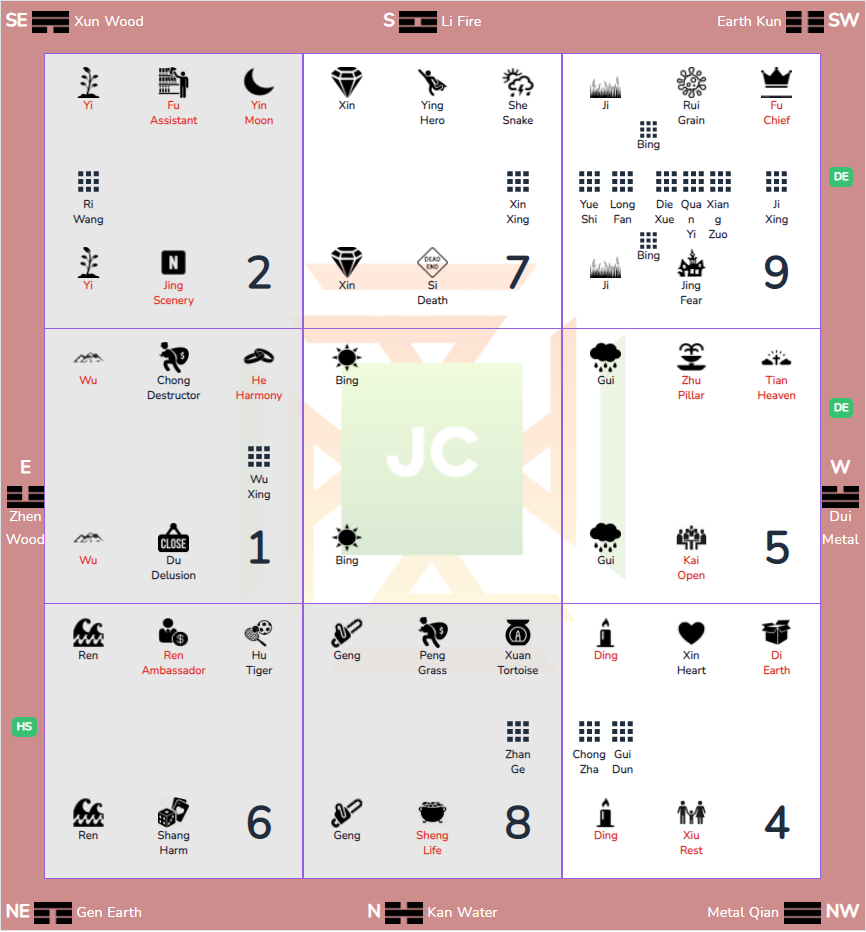 SE Xun Wood
S Li Fire
Earth Kun SW
Yi
Fu
Assistant
Yin
Moon
Ri
Wang
Yi
N
Jing
Scenery
2
Xin
Ying
Hero
She
Snake
Xin
Xing
Xin
DEAD
END
Si
Death
7
Ji
Rui
Grain
Fu
Chief
Bing
Yue
Shi
Long
Fan
Die
Xue
Qua
n
Yi
Xian
g
Zuo
Ji
Xing
Bing
Ji
Jing
Fear
9
DE
E
Zhen
Wood
Wu
Chong
Destructor
He
Harmony
Wu
Xing
Wu
CLOSE
Du
Delusion
1
Bing
JC
Bing
Gui
Zhu
Pillar
Tian
Heaven
Gui
Kai
Open
5
DE
W
Dui
Metal
HS
Ren
Ren
Ambassador
Hu
Tiger
Ren
Shang
Harm
6
Geng
Peng
Grass
A
Xuan
Tortoise
Zhan
Ge
Geng
Sheng
Life
8
Ding
Xin
Heart
Di
Earth
Chong
Zha
Gui
Dun
Ding
Xiu
Rest
4
NE Gen Earth
N Kan Water
Metal Qian NW